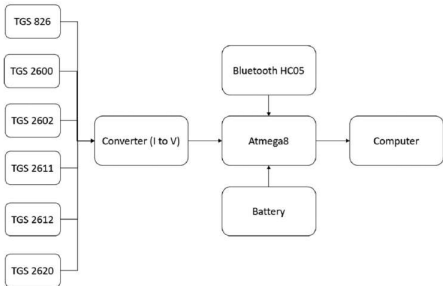 TGS 826
TGS 2600
TGS 2602
TGS 2611
TGS 2612
TGS 2620
Converter (I to V)
Bluetooth HC05
Atmega8
Battery
Computer